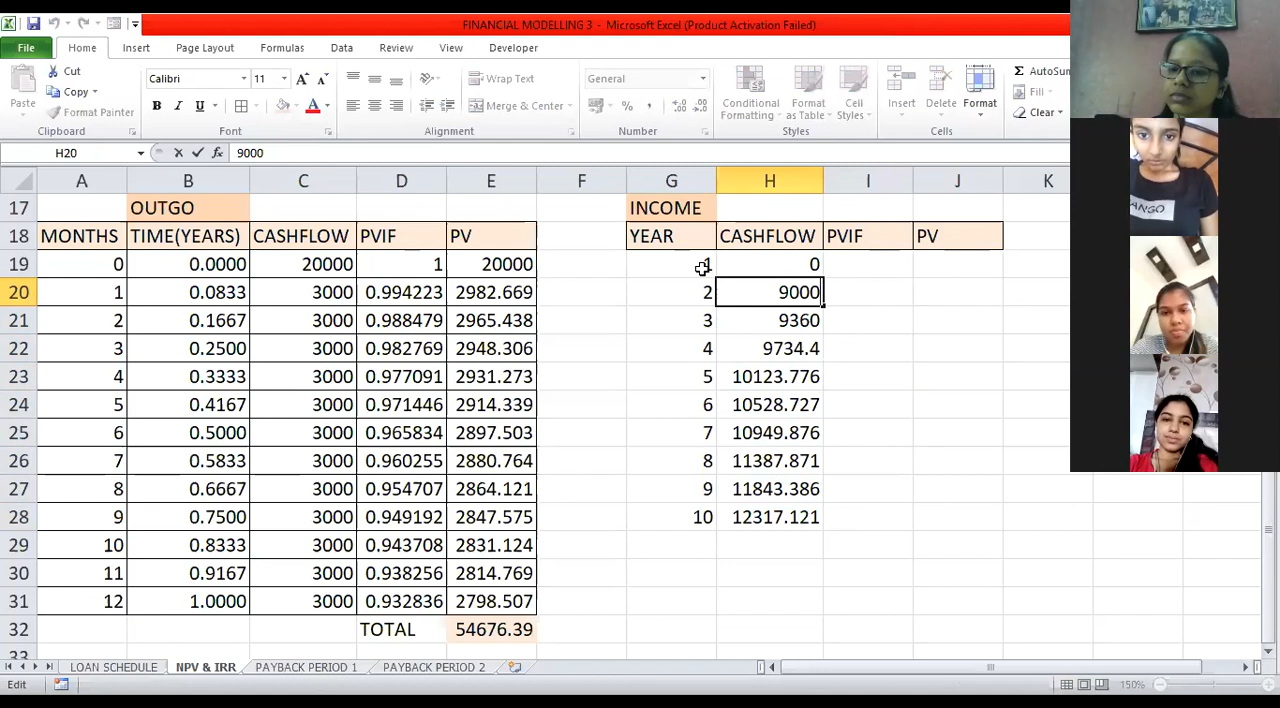 FINANCIAL MODELLING 3 - Microsoft Excel (Product Activation Failed)
File Home Insert Page Layout Formulas Data Review View Developer
Cut Calibri 11 Wrap Text General AutoSum
Copy Fill
Paste Format Painter Merge & Center Conditional Formatting Format as Table Cell Styles Insert Delete Format Clear
Clipboard Font Alignment Number Styles Cells
H20 9000
A B C D E F G H I J K
17 OUTGO INCOME
18 MONTHS TIME(YEARS) CASHFLOW PVIF PV YEAR CASHFLOW PVIF PV
19 0 0.0000 20000 1 20000 1 0
20 1 0.0833 3000 0.994223 2982.669 2 9000
21 2 0.1667 3000 0.988479 2965.438 3 9360
22 3 0.2500 3000 0.982769 2948.306 4 9734.4
23 4 0.3333 3000 0.977091 2931.273 5 10123.776
24 5 0.4167 3000 0.971446 2914.339 6 10528.727
25 6 0.5000 3000 0.965834 2897.503 7 10949.876
26 7 0.5833 3000 0.960255 2880.764 8 11387.871
27 8 0.6667 3000 0.954707 2864.121 9 11843.386
28 9 0.7500 3000 0.949192 2847.575 10 12317.121
29 10 0.8333 3000 0.943708 2831.124
30 11 0.9167 3000 0.938256 2814.769
31 12 1.0000 3000 0.932836 2798.507
32 TOTAL 54676.39
33
LOAN SCHEDULE NPV & IRR PAYBACK PERIOD 1 PAYBACK PERIOD 2
Edit 150%